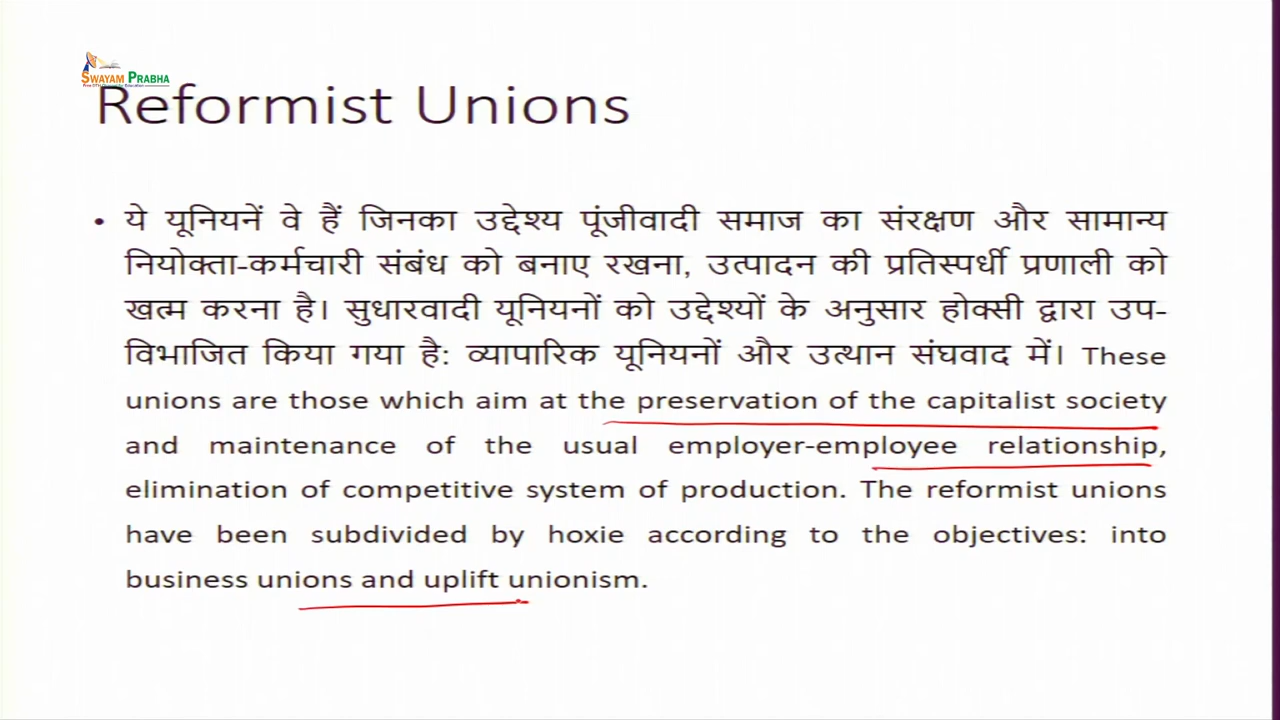 SWAYAM PRABHA
Reformist Unions
• ये यूनियनें वे हैं जिनका उद्देश्य पूंजीवादी समाज का संरक्षण और सामान्य
नियोक्ता-कर्मचारी संबंध को बनाए रखना, उत्पादन की प्रतिस्पर्धी प्रणाली को
खत्म करना है। सुधारवादी यूनियनों को उद्देश्यों के अनुसार होक्सी द्वारा उप-
विभाजित किया गया है: व्यापारिक यूनियनों और उत्थान संघवाद में। These
unions are those which aim at the preservation of the capitalist society
and maintenance of the usual employer-employee relationship,
elimination of competitive system of production. The reformist unions
have been subdivided by hoxie according to the objectives: into
business unions and uplift unionism.